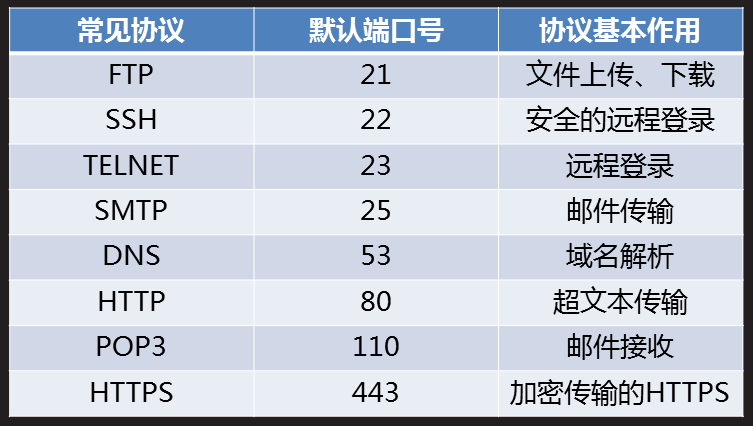 常见协议 默认端口号 协议基本作用
FTP 21 文件上传、下载
SSH 22 安全的远程登录
TELNET 23 远程登录
SMTP 25 邮件传输
DNS 53 域名解析
HTTP 80 超文本传输
POP3 110 邮件接收
HTTPS 443 加密传输的HTTPS